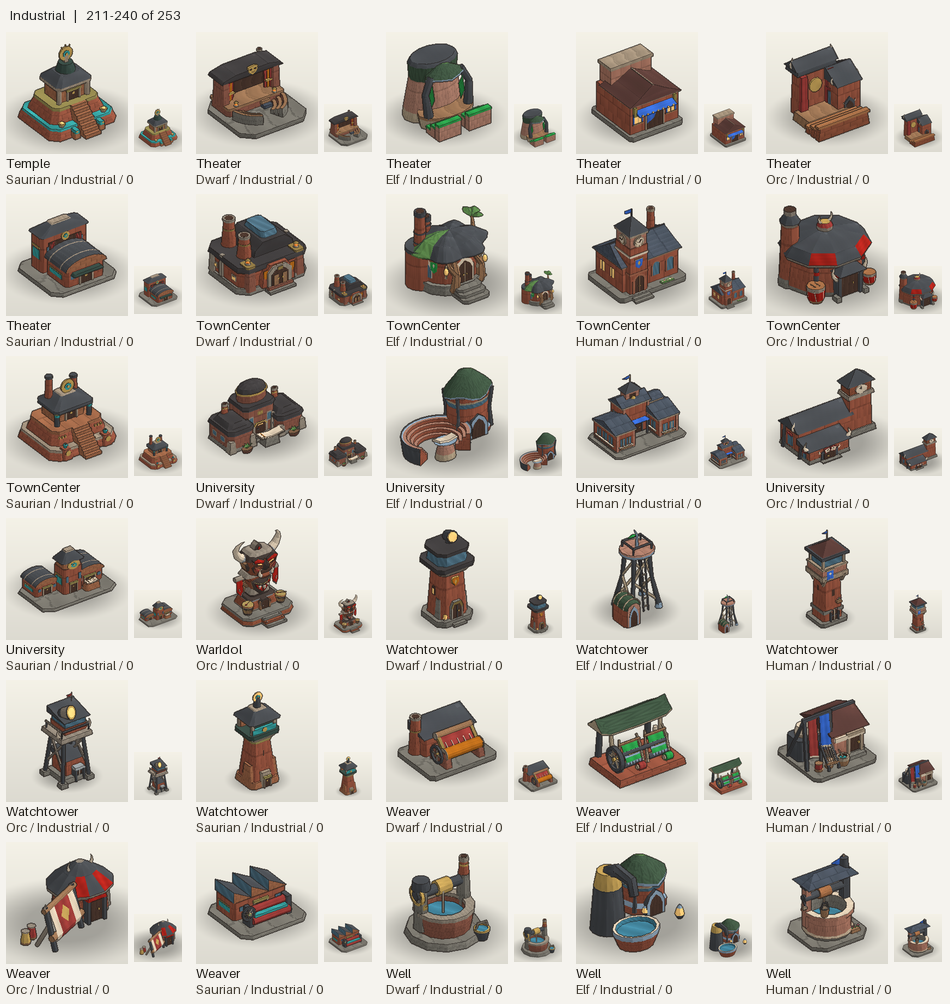 Industrial | 211-240 of 253
Temple
Saurian / Industrial / 0
Theater
Dwarf / Industrial / 0
Theater
Elf / Industrial / 0
Theater
Human / Industrial / 0
Theater
Orc / Industrial / 0
Theater
Saurian / Industrial / 0
TownCenter
Dwarf / Industrial / 0
TownCenter
Elf / Industrial / 0
TownCenter
Human / Industrial / 0
TownCenter
Orc / Industrial / 0
TownCenter
Saurian / Industrial / 0
University
Dwarf / Industrial / 0
University
Elf / Industrial / 0
University
Human / Industrial / 0
University
Orc / Industrial / 0
University
Saurian / Industrial / 0
WarIdol
Orc / Industrial / 0
Watchtower
Dwarf / Industrial / 0
Watchtower
Elf / Industrial / 0
Watchtower
Human / Industrial / 0
Watchtower
Orc / Industrial / 0
Watchtower
Saurian / Industrial / 0
Weaver
Dwarf / Industrial / 0
Weaver
Elf / Industrial / 0
Weaver
Human / Industrial / 0
Weaver
Orc / Industrial / 0
Weaver
Saurian / Industrial / 0
Well
Dwarf / Industrial / 0
Well
Elf / Industrial / 0
Well
Human / Industrial / 0